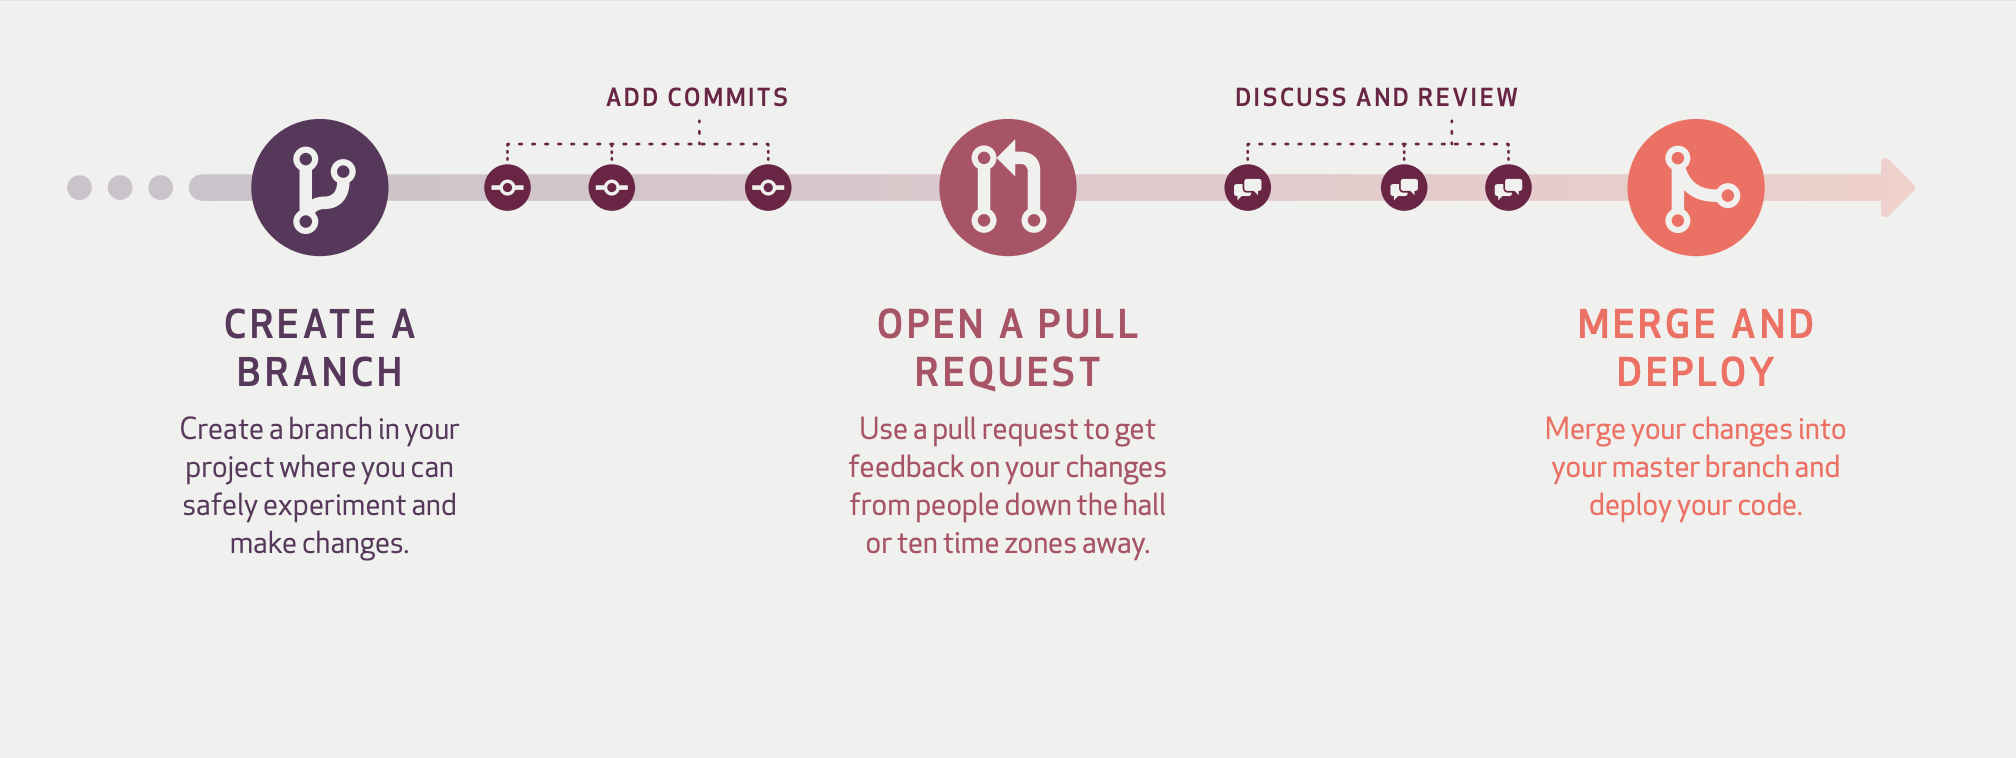 ADD COMMITS
DISCUSS AND REVIEW
CREATE A
BRANCH
Create a branch in your
project where you can
safely experiment and
make changes.
OPEN A PULL
REQUEST
Use a pull request to get
feedback on your changes
from people down the hall
or ten time zones away.
MERGE AND
DEPLOY
Merge your changes into
your master branch and
deploy your code.